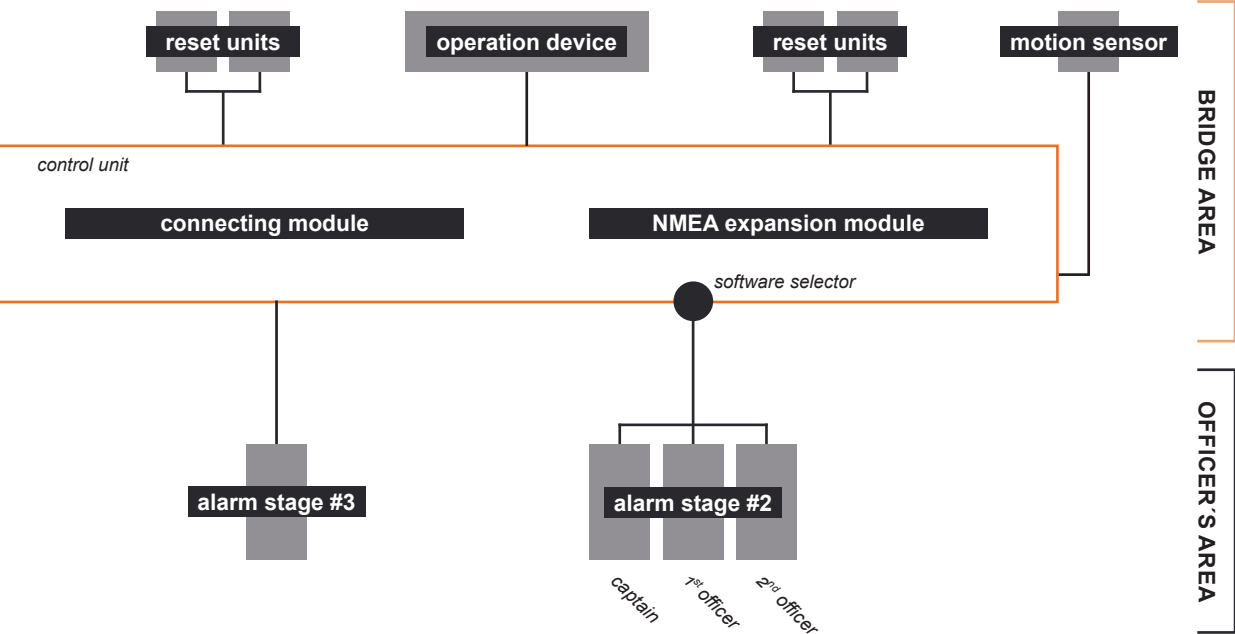 reset units
operation device
reset units
motion sensor
BRIDGE AREA
control unit
connecting module
NMEA expansion module
software selector
alarm stage #3
alarm stage #2
captain
1st officer
2nd officer
OFFICER´S AREA